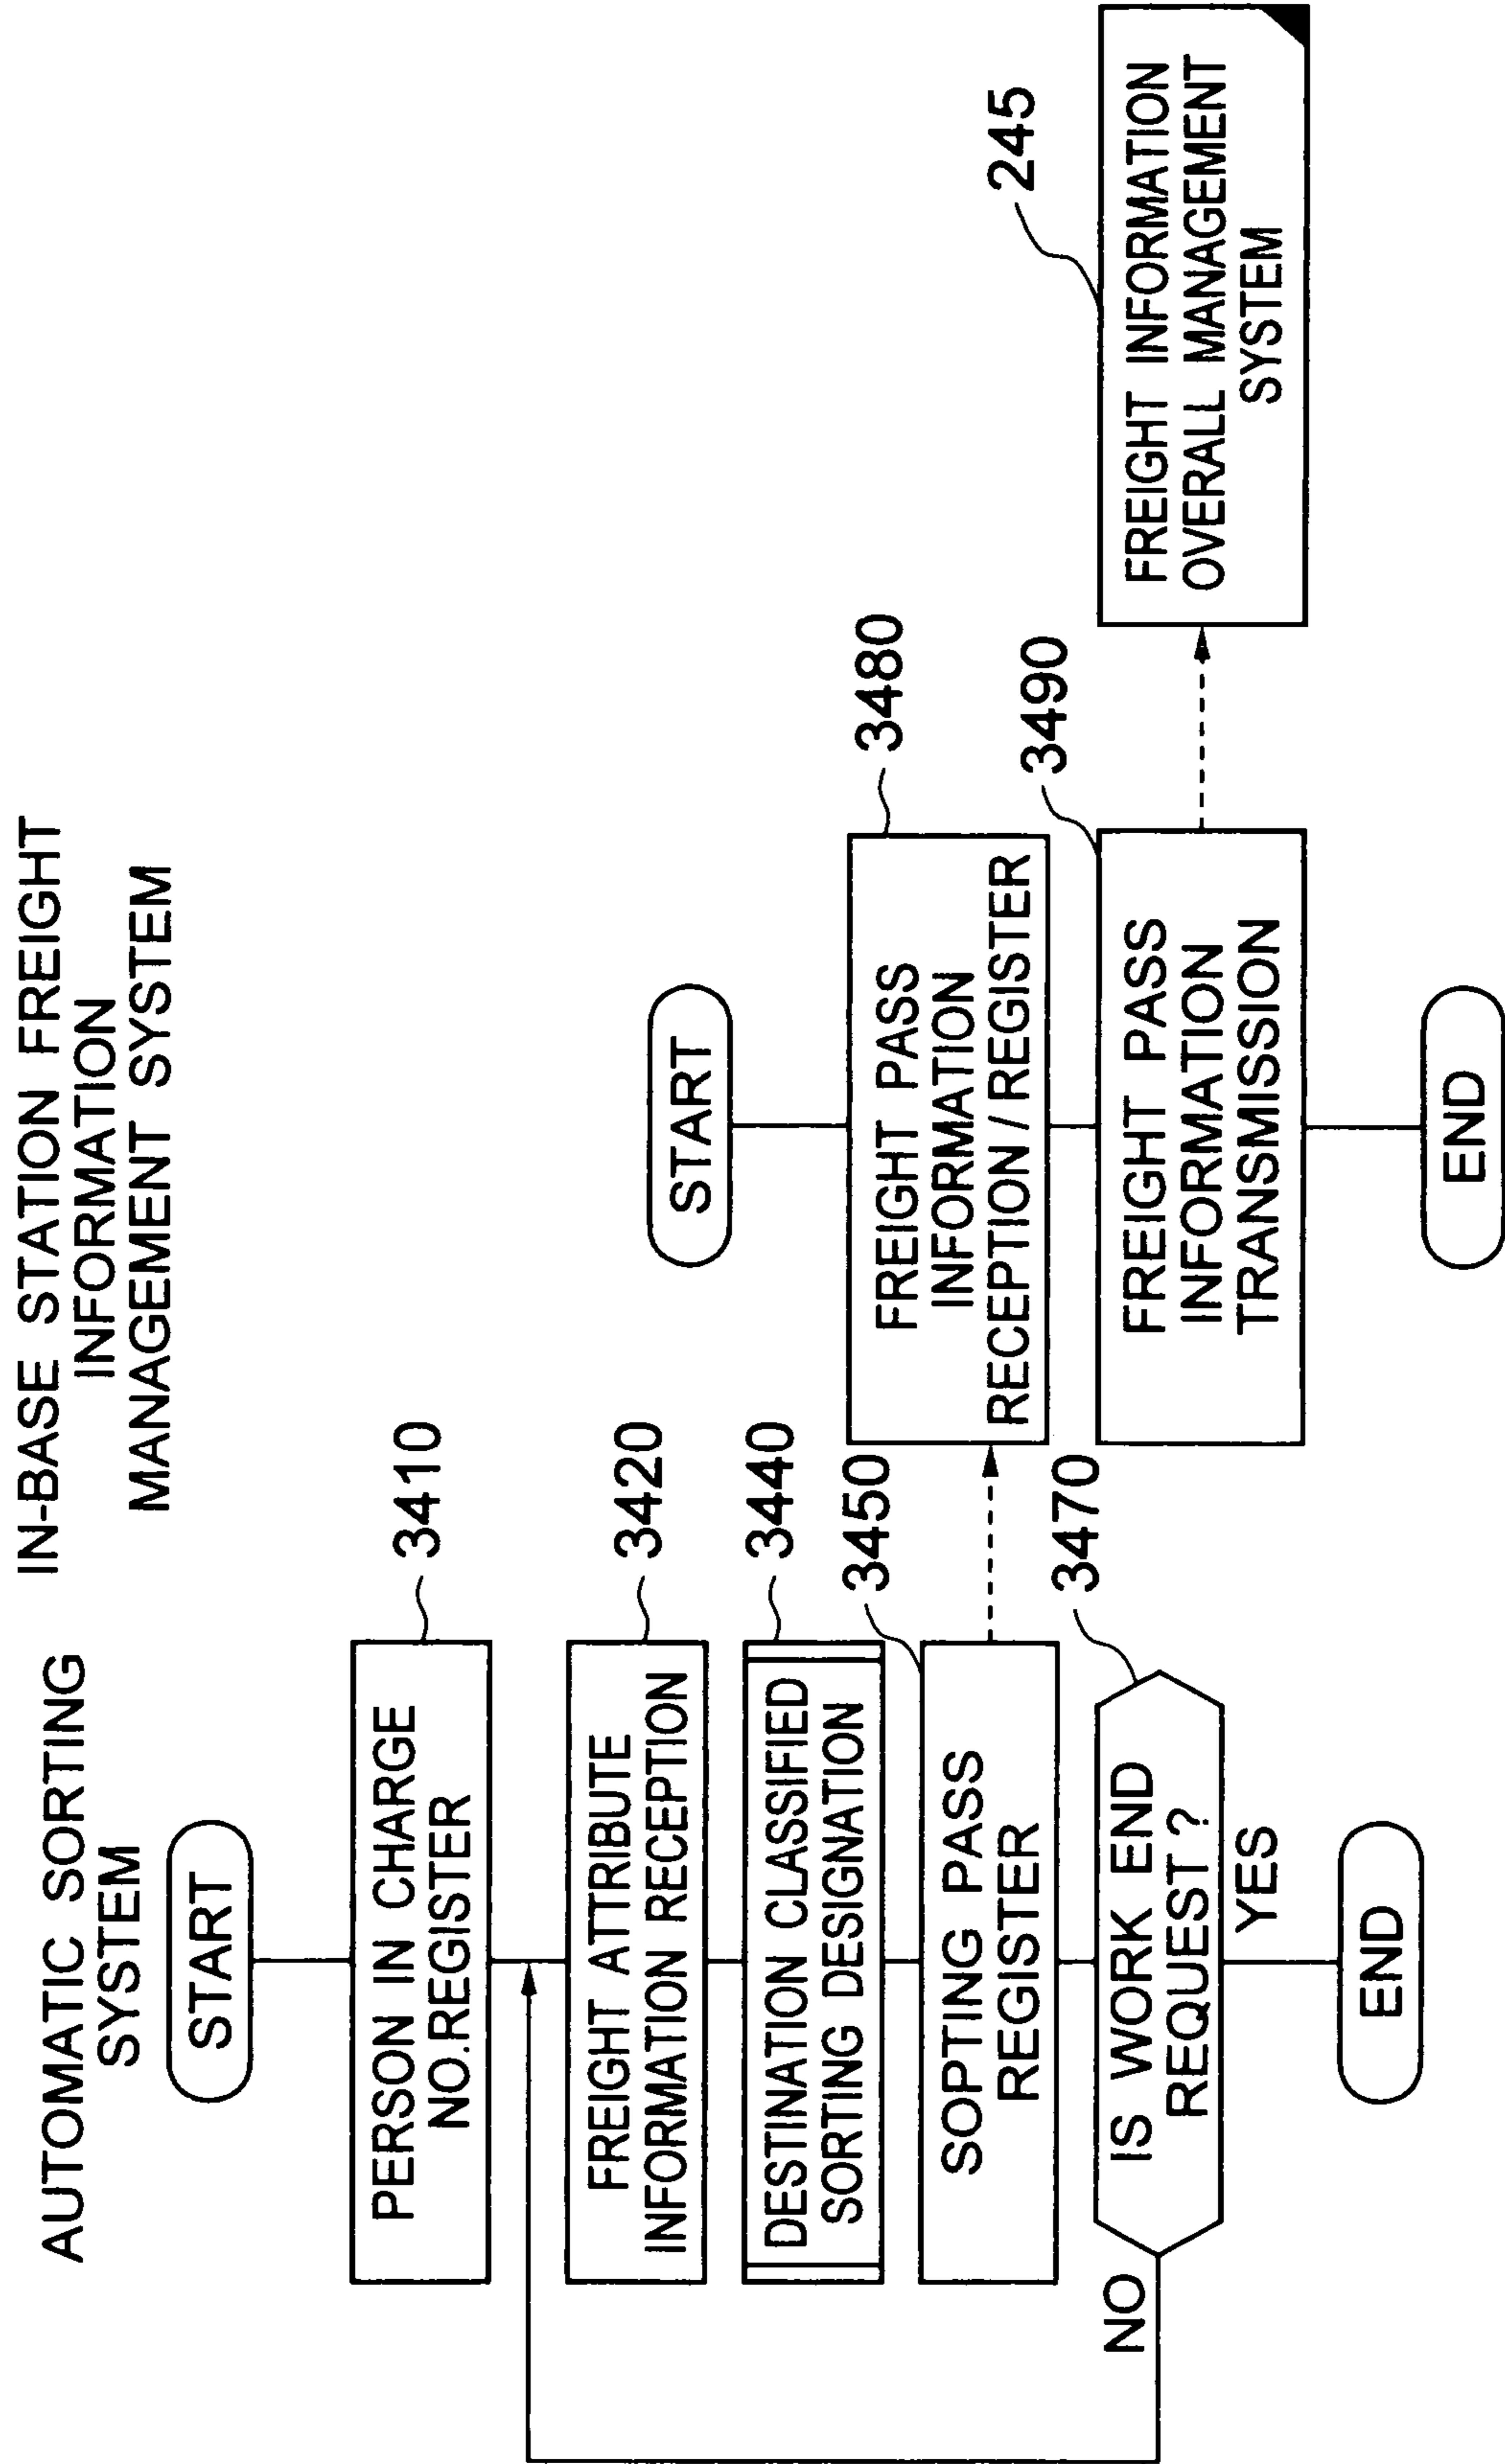 AUTOMATIC SORTING
SYSTEM
START
PERSON IN CHARGE
NO.REGISTER
3410
FREIGHT ATTRIBUTE
INFORMATION RECEPTION
3420
DESTINATION CLASSIFIED
SORTING DESIGNATION
3440
SOPTING PASS
REGISTER
3450
IS WORK END
REQUEST ?
3470
NO
YES
END
IN-BASE STATION FREIGHT
INFORMATION
MANAGEMENT SYSTEM
START
FREIGHT PASS
INFORMATION
RECEPTION / REGISTER
3480
FREIGHT PASS
INFORMATION
TRANSMISSION
3490
END
FREIGHT INFORMATION
OVERALL MANAGEMENT
SYSTEM
245